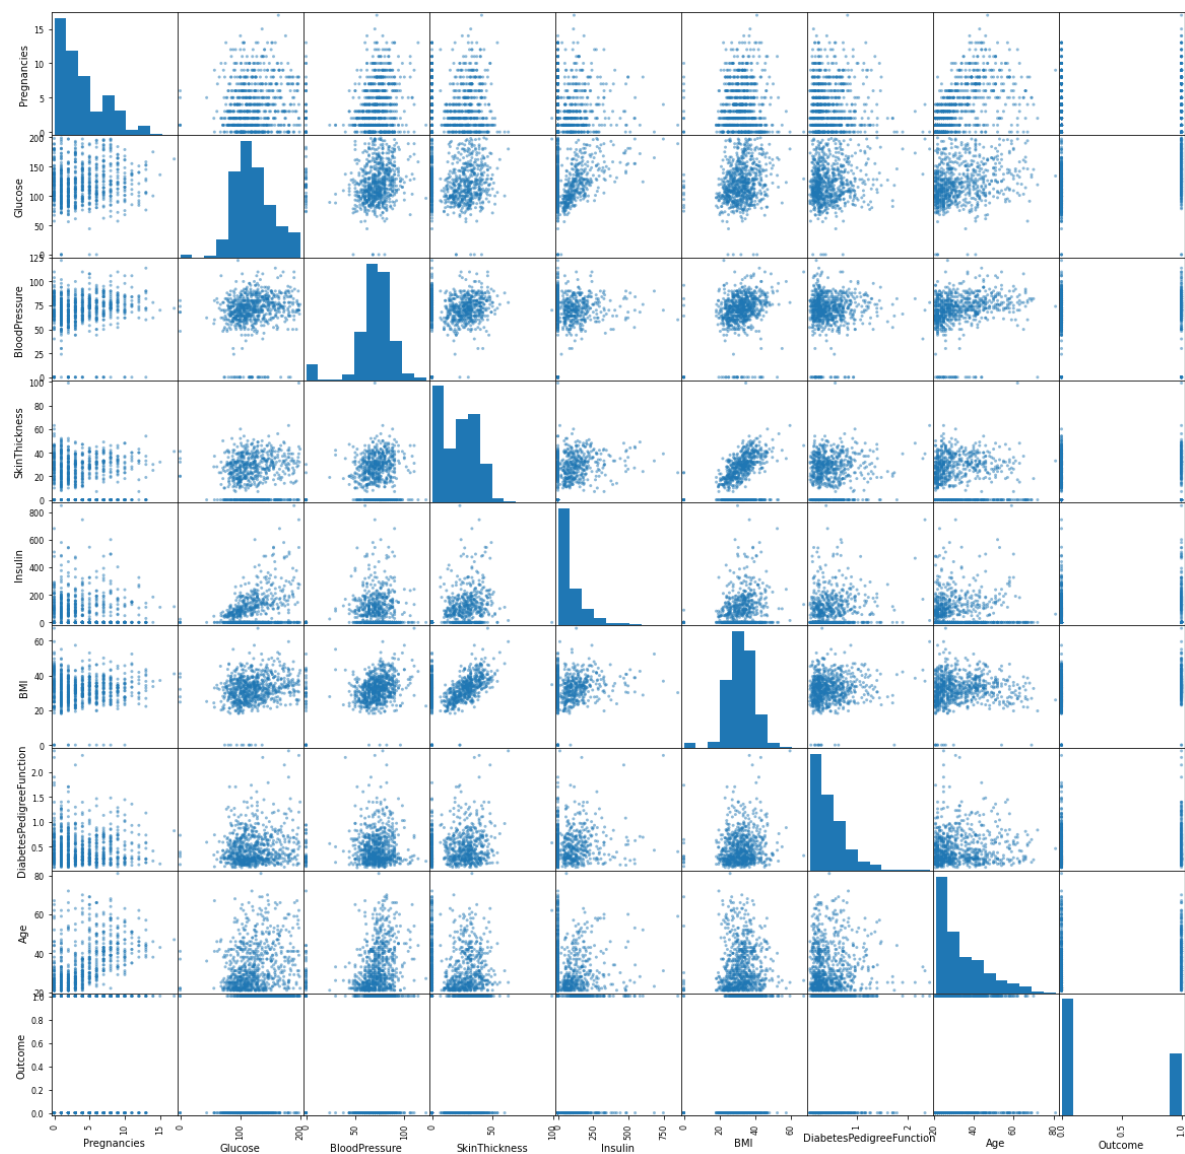 Pregnancies
15
10
5
0
Glucose
200
150
100
50
0
BloodPressure
125
100
75
50
25
0
SkinThickness
100
80
60
40
20
0
Insulin
800
600
400
200
0
BMI
60
40
20
0
DiabetesPedigreeFunction
2.0
1.5
1.0
0.5
Age
80
60
40
20
Outcome
1.0
0.8
0.6
0.4
0.2
0.0
0 5 10 15
Pregnancies
0 100 200
Glucose
0 50 100
BloodPressure
0 50 100
SkinThickness
0 250 500 750
Insulin
0 20 40 60
BMI
1 2
DiabetesPedigreeFunction
20 40 60 80
Age
0.0 0.5 1.0
Outcome